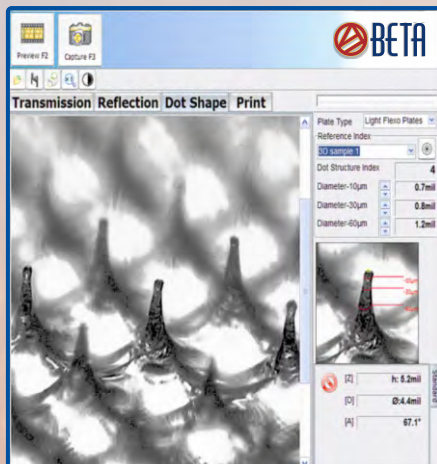 Preview F2
Capture F3
BETA
Transmission Reflection Dot Shape Print
Plate Type Light Flexo Plates
Reference Index
3D sample 1
Dot Structure Index 4
Diameter-10µm 0.7mil
Diameter-30µm 0.8mil
Diameter-60µm 1.2mil
[Z] h: 5.2mil
[D] Ø:4.4mil
[A] 67.1°